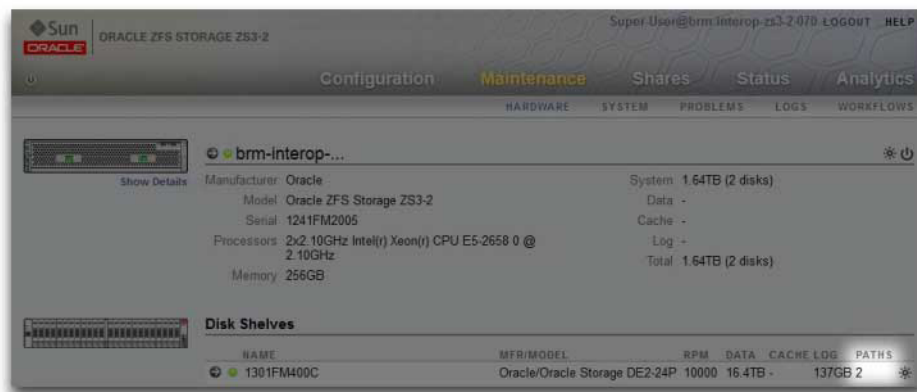 Sun
ORACLE
ORACLE ZFS STORAGE ZS3-2
Super-User@brm-interop-zs3-2-070 LOGOUT HELP
Configuration Maintenance Shares Status Analytics
HARDWARE SYSTEM PROBLEMS LOGS WORKFLOWS
Show Details
brm-interop-...
Manufacturer Oracle
Model Oracle ZFS Storage ZS3-2
Serial 1241FM2005
Processors 2x2.10GHz Intel(r) Xeon(r) CPU E5-2658 0 @
2.10GHz
Memory 256GB
System 1.64TB (2 disks)
Data -
Cache -
Log -
Total 1.64TB (2 disks)
Disk Shelves
NAME MFR/MODEL RPM DATA CACHE LOG PATHS
1301FM400C Oracle/Oracle Storage DE2-24P 10000 16.4TB - 137GB 2